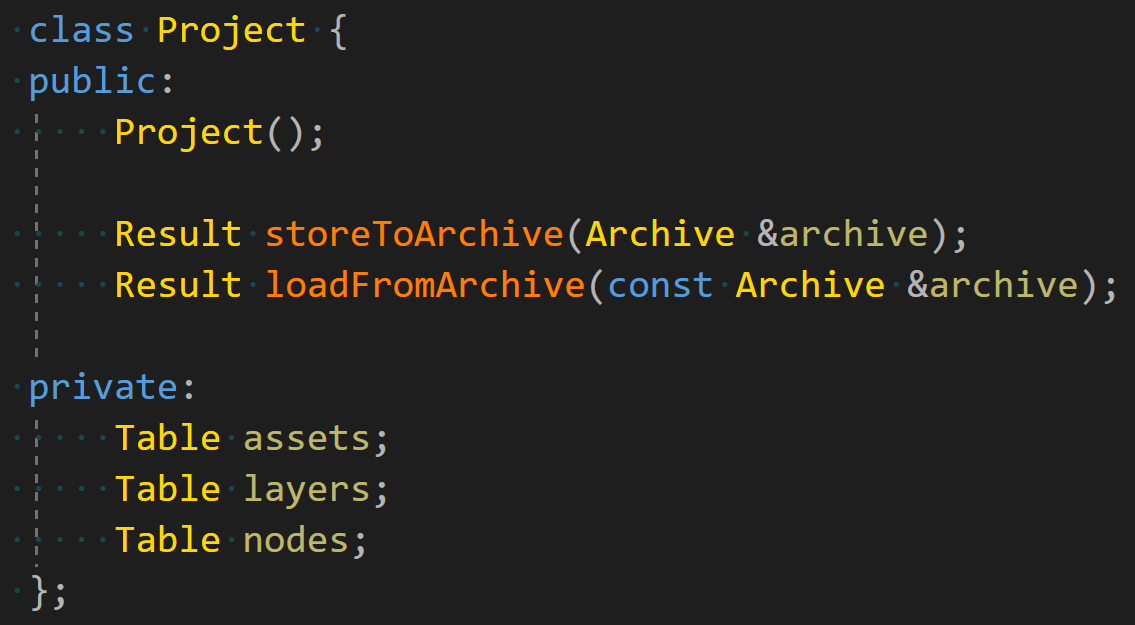 class Project {
public:
    Project();

    Result storeToArchive(Archive &archive);
    Result loadFromArchive(const Archive &archive);

private:
    Table assets;
    Table layers;
    Table nodes;
};